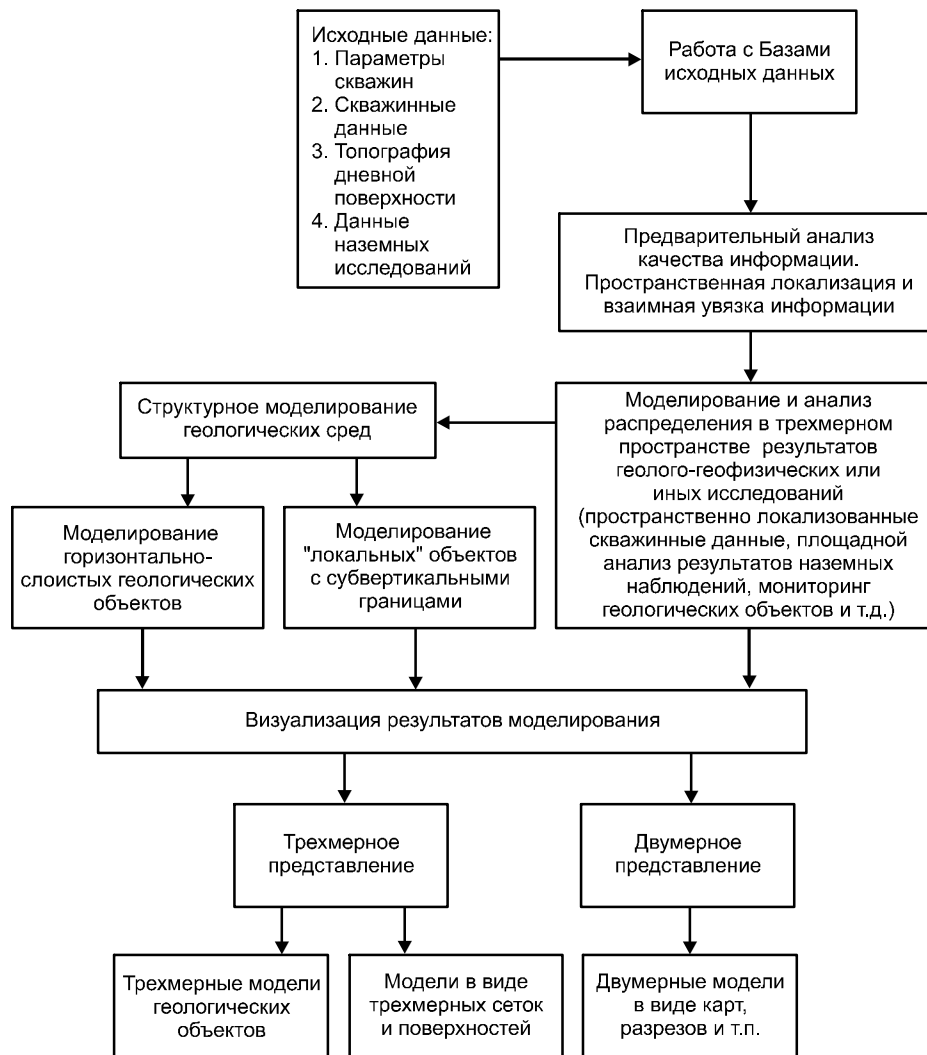 Исходные данные:
1. Параметры
скважин
2. Скважинные
данные
3. Топография
дневной
поверхности
4. Данные
наземных
исследований
Работа с Базами
исходных данных
Предварительный анализ
качества информации.
Пространственная локализация и
взаимная увязка информации
Структурное моделирование
геологических сред
Моделирование и анализ
распределения в трехмерном
пространстве результатов
геолого-геофизических или
иных исследований
(пространственно локализованные
скважинные данные, площадной
анализ результатов наземных
наблюдений, мониторинг
геологических объектов и т.д.)
Моделирование
горизонтально-
слоистых геологических
объектов
Моделирование
"локальных" объектов
с субвертикальными
границами
Визуализация результатов моделирования
Трехмерное
представление
Двумерное
представление
Трехмерные модели
геологических
объектов
Модели в виде
трехмерных сеток
и поверхностей
Двумерные модели
в виде карт,
разрезов и т.п.